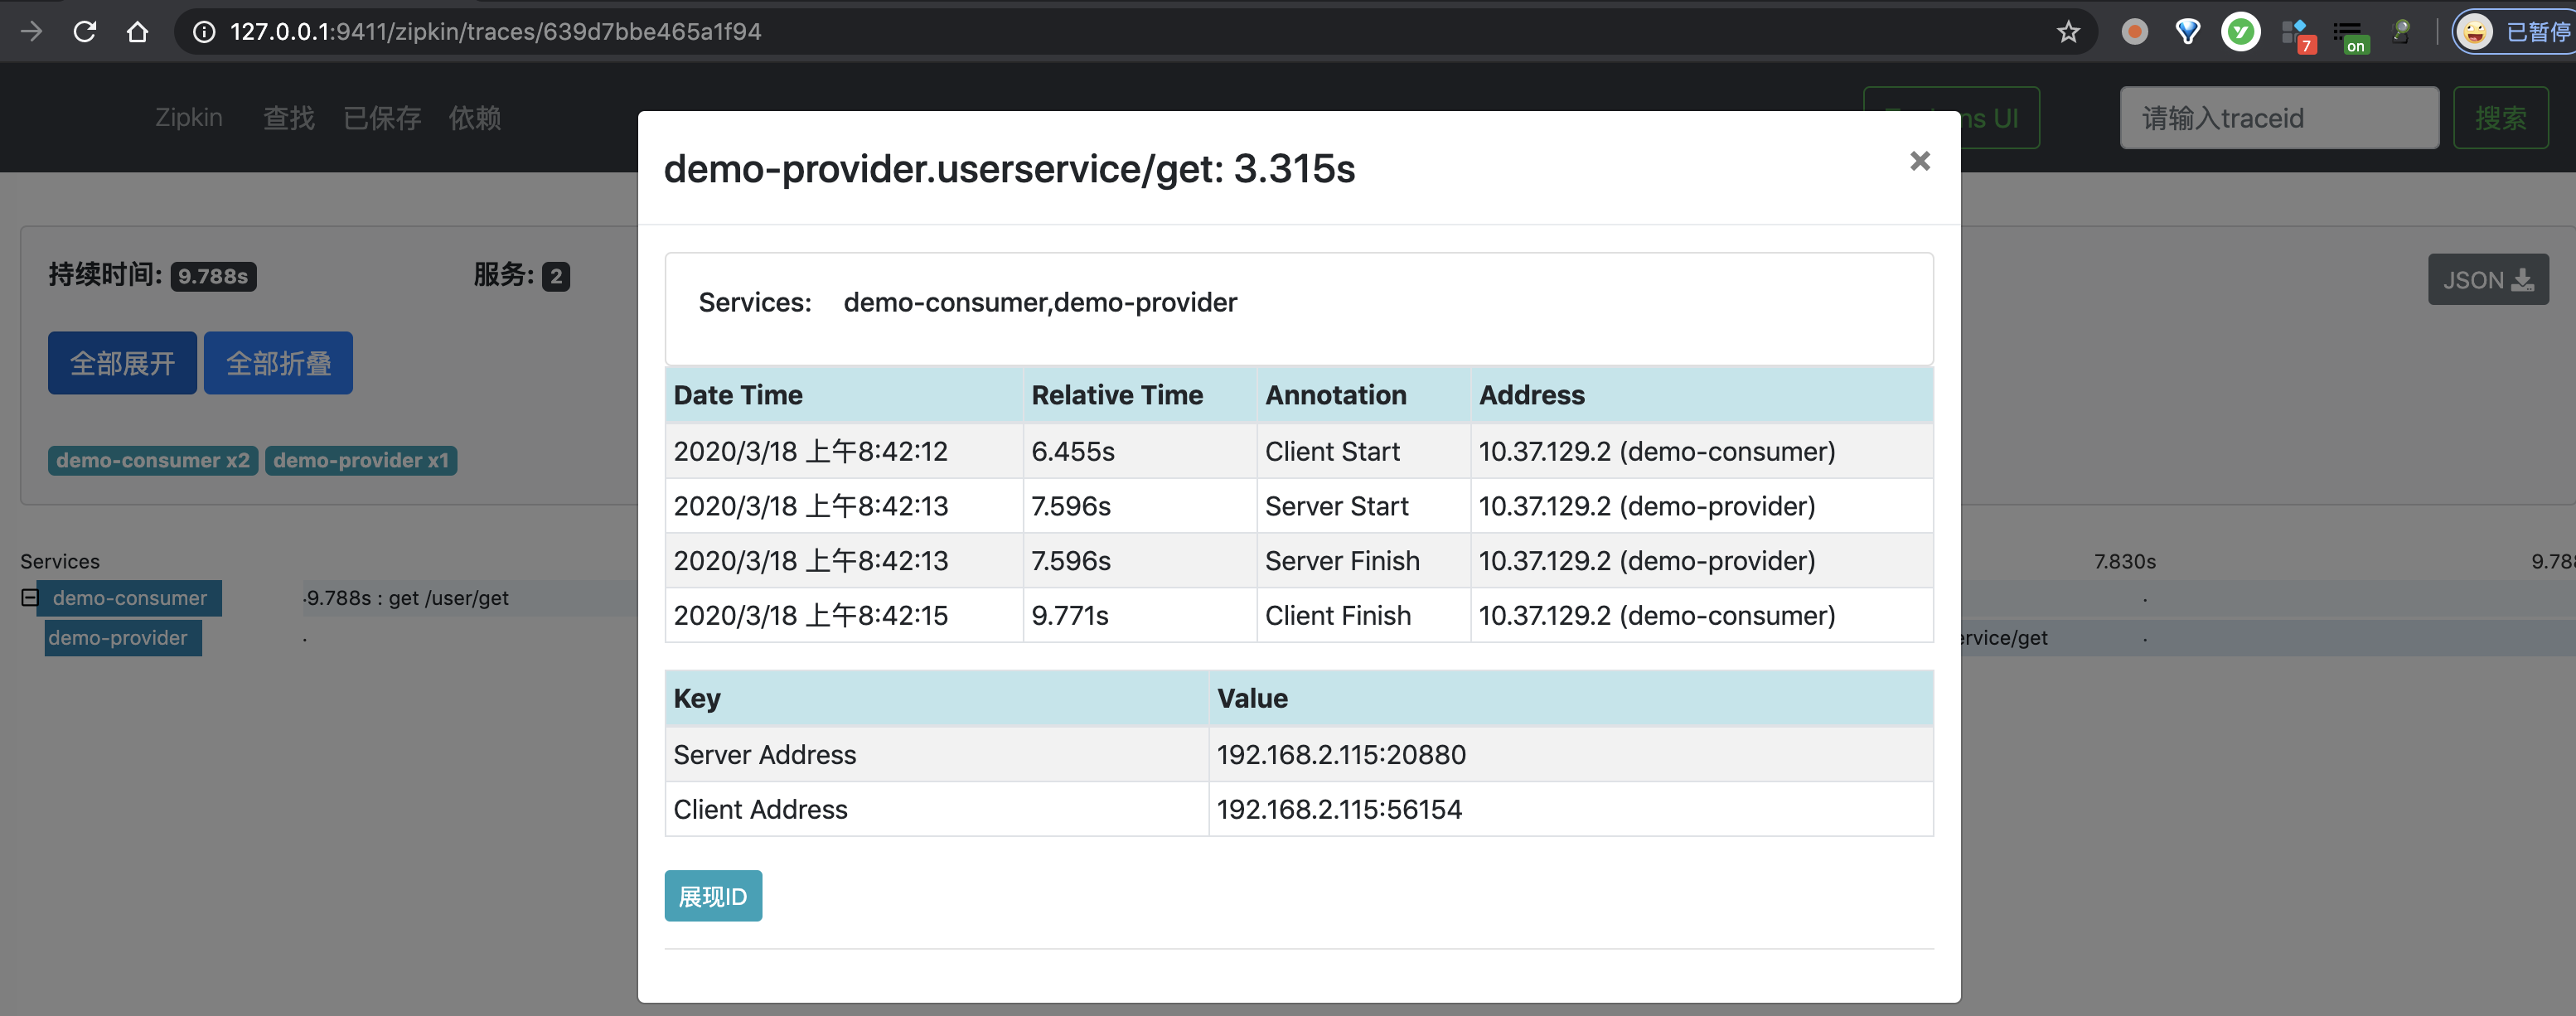 127.0.0.1:9411/zipkin/traces/639d7bbe465a1f94
7
on
已暂停
Zipkin 查找 已保存 依赖
ns UI
请输入traceid
搜索
demo-provider.userservice/get: 3.315s
×
持续时间: 9.788s
服务: 2
JSON
全部展开 全部折叠
demo-consumer x2 demo-provider x1
Services: demo-consumer,demo-provider
Date Time Relative Time Annotation Address
2020/3/18 上午8:42:12 6.455s Client Start 10.37.129.2 (demo-consumer)
2020/3/18 上午8:42:13 7.596s Server Start 10.37.129.2 (demo-provider)
2020/3/18 上午8:42:13 7.596s Server Finish 10.37.129.2 (demo-provider)
2020/3/18 上午8:42:15 9.771s Client Finish 10.37.129.2 (demo-consumer)
Services
7.830s
9.788
demo-consumer
.9.788s : get /user/get
demo-provider
ervice/get
Key Value
Server Address 192.168.2.115:20880
Client Address 192.168.2.115:56154
展现ID